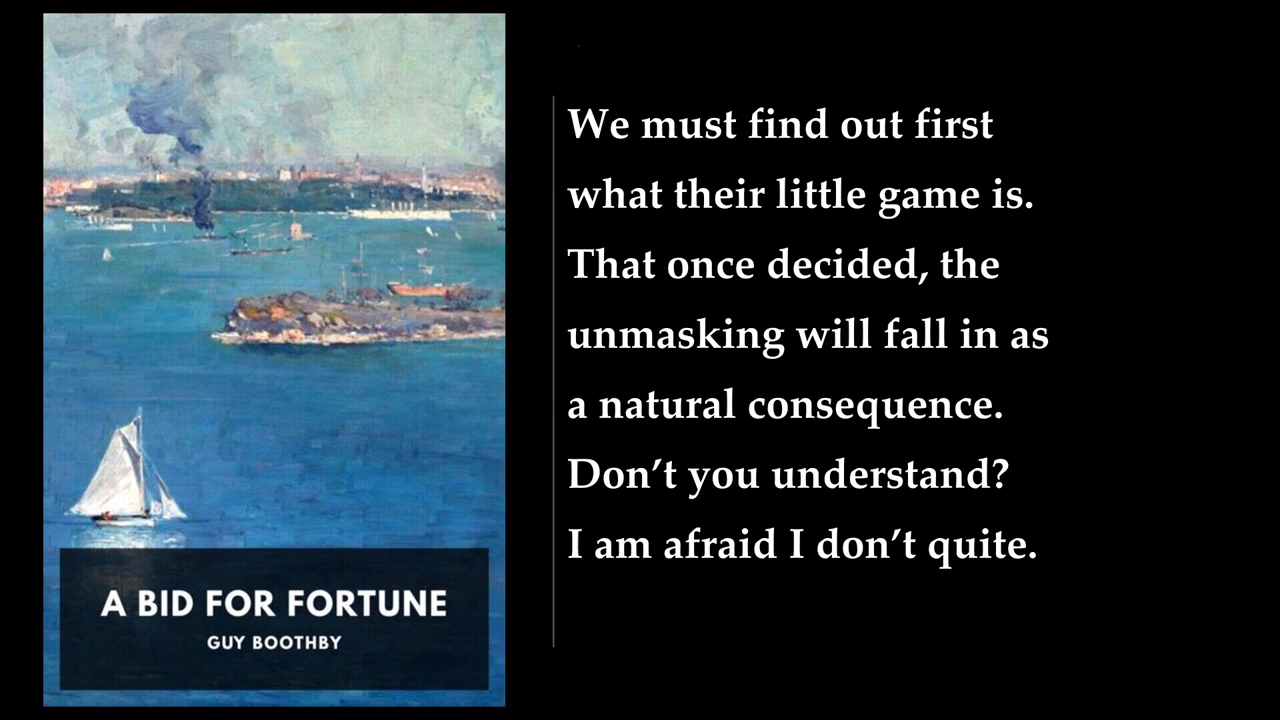 We must find out first
what their little game is.
That once decided, the
unmasking will fall in as
a natural consequence.
Don’t you understand?
I am afraid I don’t quite.
A BID FOR FORTUNE
GUY BOOTHBY